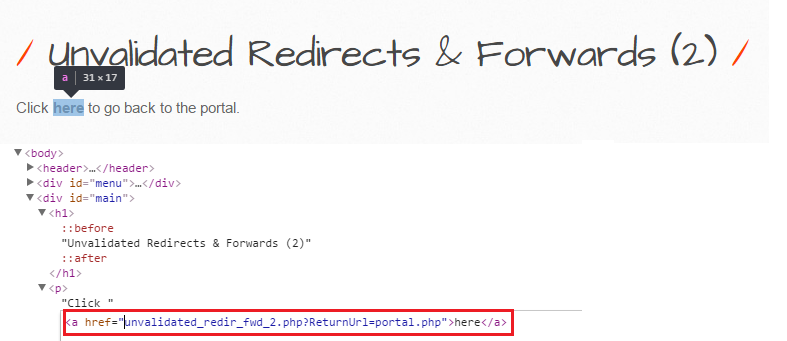 / Unvalidated Redirects & Forwards (2) /
a 31 × 17
Click here to go back to the portal.
▼<body>
▶<header>…</header>
▶<div id="menu">…</div>
▼<div id="main">
▼<h1>
::before
"Unvalidated Redirects & Forwards (2)"
::after
</h1>
▼<p>
"Click "
<a href="unvalidated_redir_fwd_2.php?ReturnUrl=portal.php">here</a>